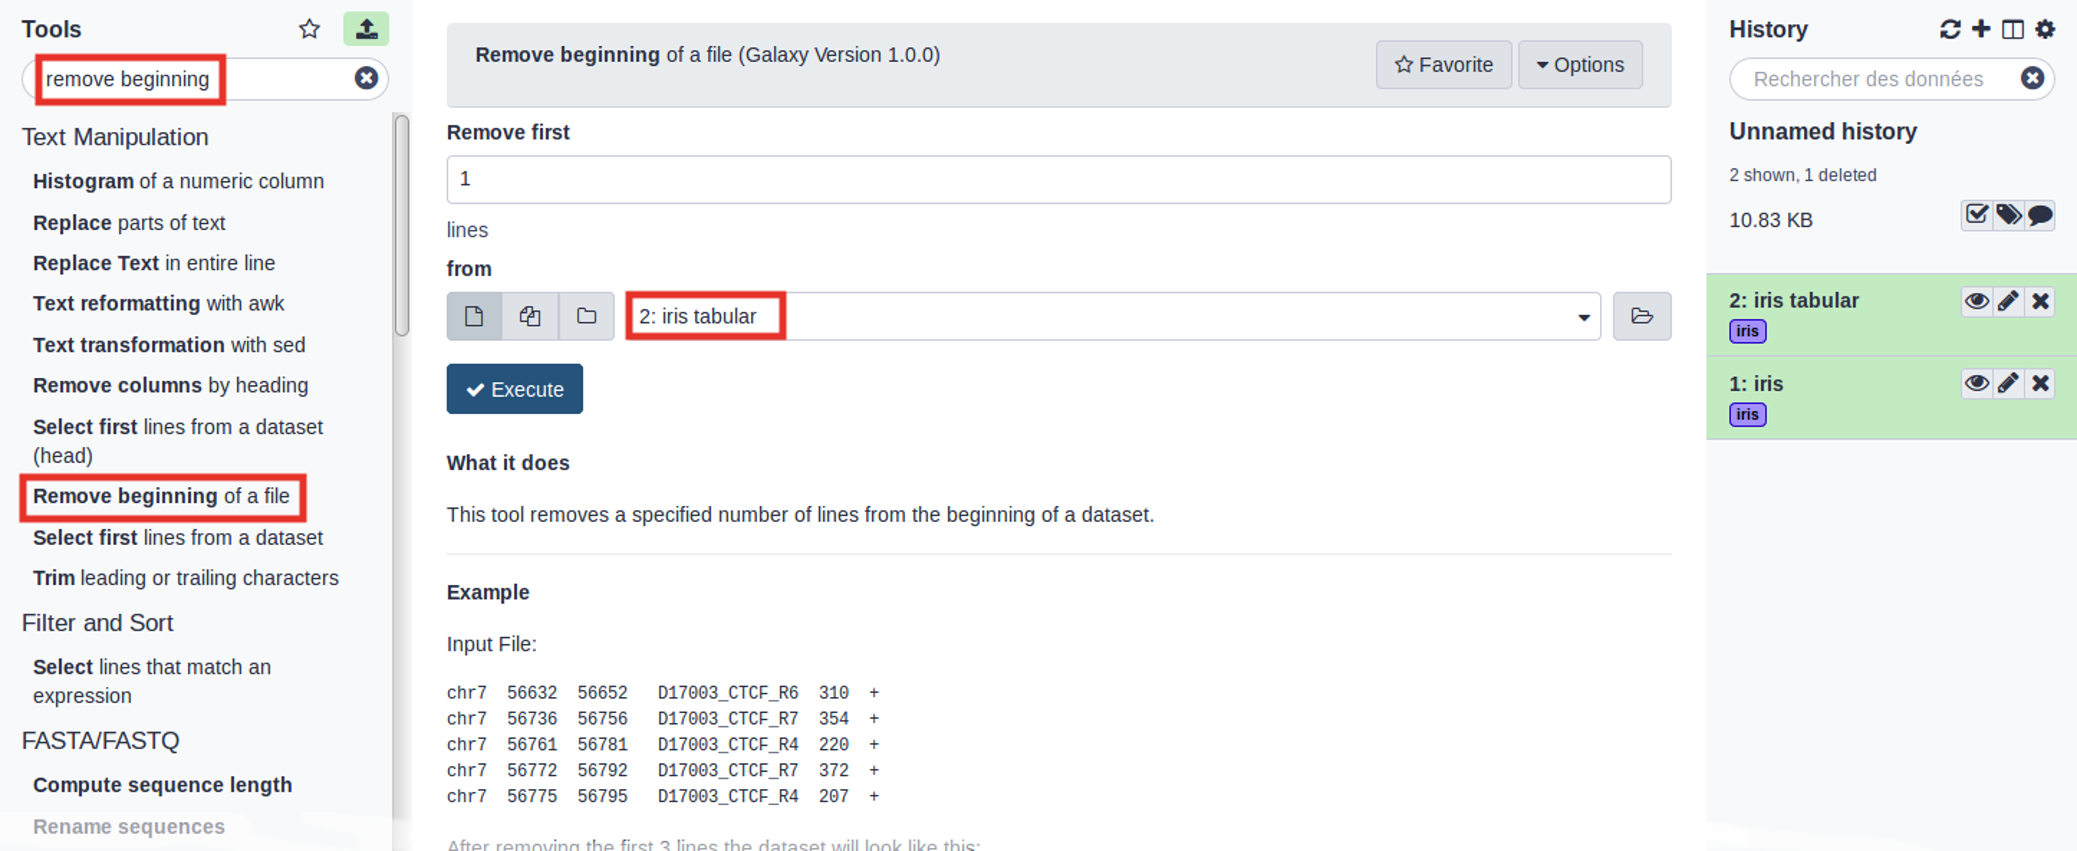 Tools
remove beginning
Text Manipulation
Histogram of a numeric column
Replace parts of text
Replace Text in entire line
Text reformatting with awk
Text transformation with sed
Remove columns by heading
Select first lines from a dataset
(head)
Remove beginning of a file
Select first lines from a dataset
Trim leading or trailing characters
Filter and Sort
Select lines that match an
expression
FASTA/FASTQ
Compute sequence length
Rename sequences
Remove beginning of a file (Galaxy Version 1.0.0)
Favorite
Options
Remove first
1
lines
from
2: iris tabular
Execute
What it does
This tool removes a specified number of lines from the beginning of a dataset.
Example
Input File:
chr7 56632 56652 D17003_CTCF_R6 310 +
chr7 56736 56756 D17003_CTCF_R7 354 +
chr7 56761 56781 D17003_CTCF_R4 220 +
chr7 56772 56792 D17003_CTCF_R7 372 +
chr7 56775 56795 D17003_CTCF_R4 207 +
After removing the first 3 lines the dataset will look like this:
History
Rechercher des données
Unnamed history
2 shown, 1 deleted
10.83 KB
2: iris tabular
iris
1: iris
iris